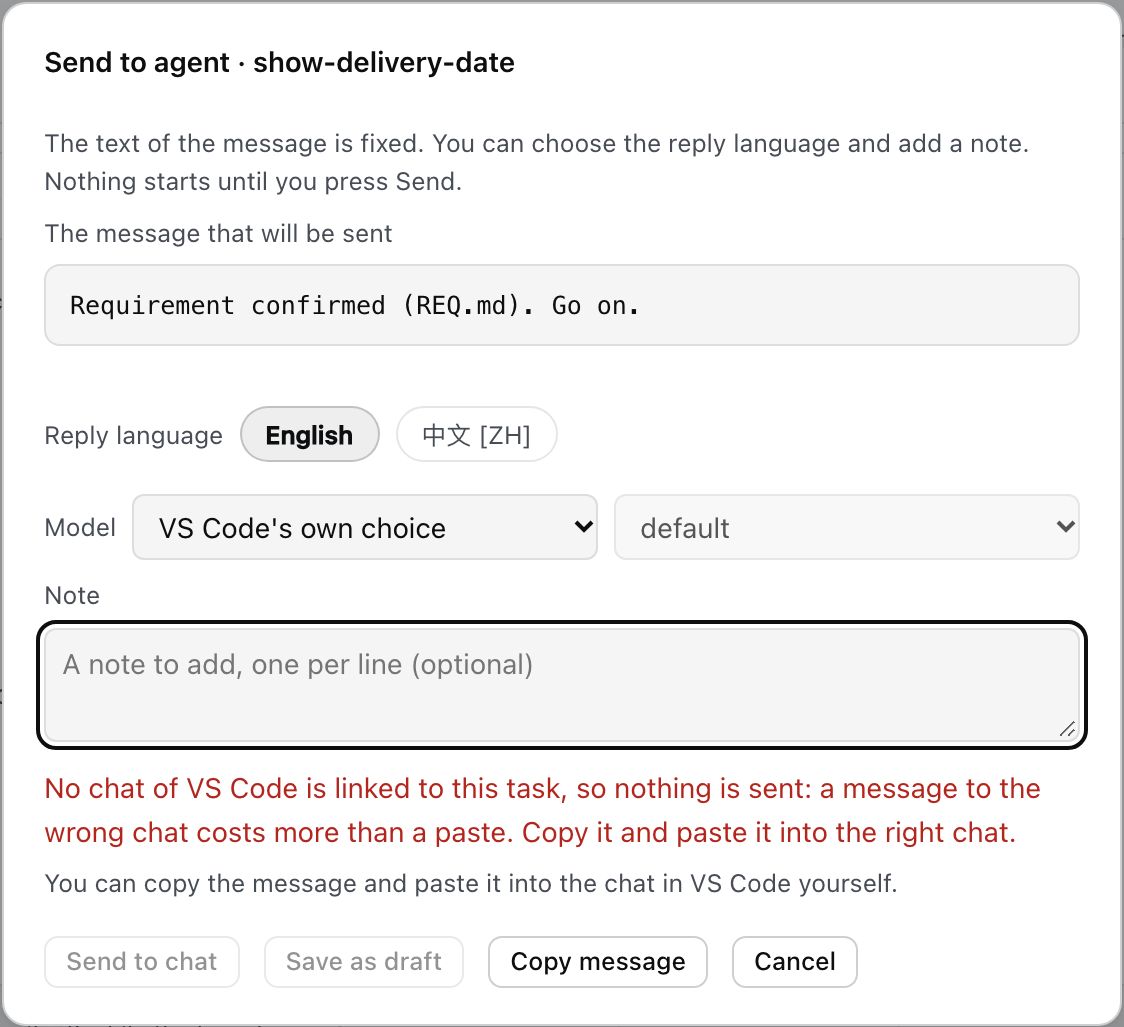 Send to agent · show-delivery-date
The text of the message is fixed. You can choose the reply language and add a note.
Nothing starts until you press Send.
The message that will be sent
Requirement confirmed (REQ.md). Go on.
Reply language English 中文 [ZH]
Model VS Code's own choice default
Note
A note to add, one per line (optional)
No chat of VS Code is linked to this task, so nothing is sent: a message to the
wrong chat costs more than a paste. Copy it and paste it into the right chat.
You can copy the message and paste it into the chat in VS Code yourself.
Send to chat Save as draft Copy message Cancel